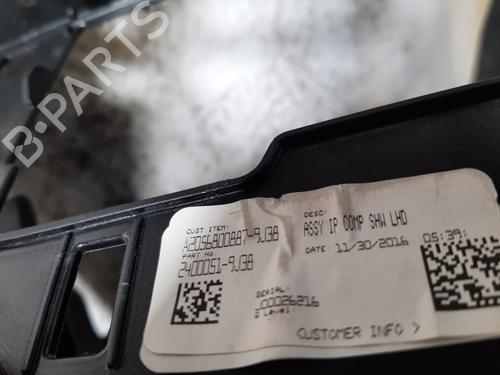 B-PARTS
CUST ITEM:
A2056800887-9J38
PART NO.
2400051-9J38
SERIAL:
00026216
DESC:
ASSY IP COMP SHW LHD
DATE: 11/30/2016 05:39:
CUSTOMER INFO >